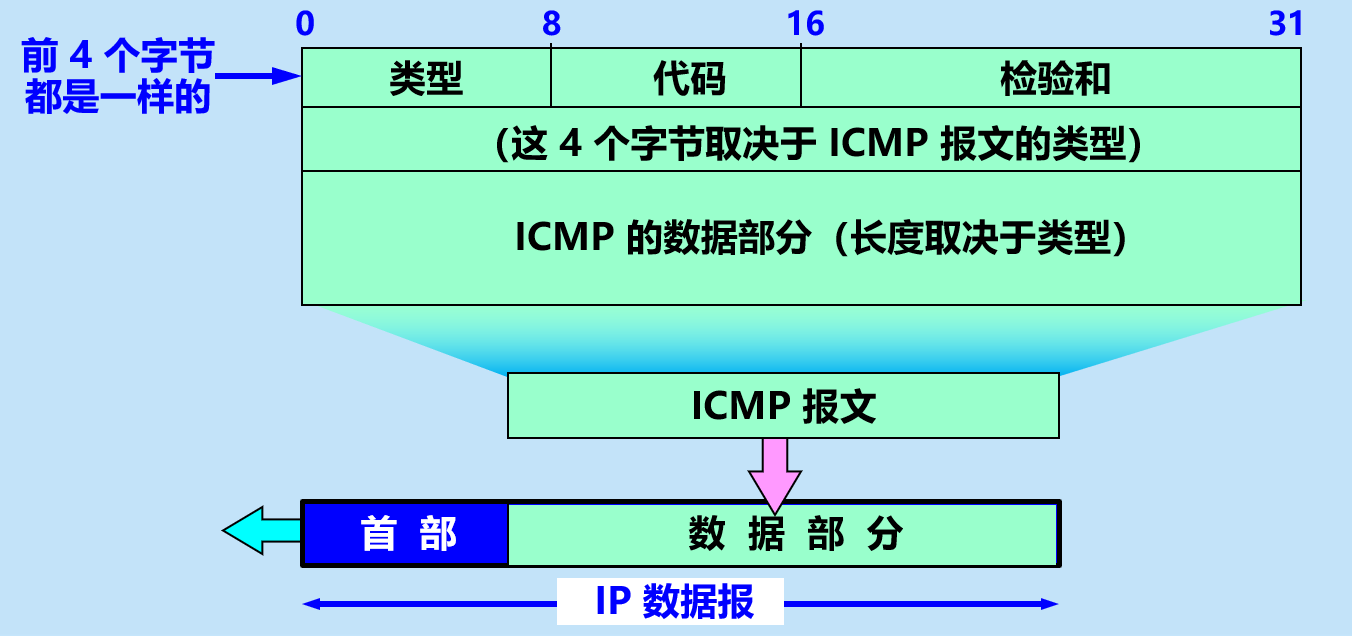 0 8 16 31
前 4 个字节
都是一样的
类型 代码 检验和
（这 4 个字节取决于 ICMP 报文的类型）
ICMP 的数据部分（长度取决于类型）
ICMP 报文
首 部 数 据 部 分
IP 数据报